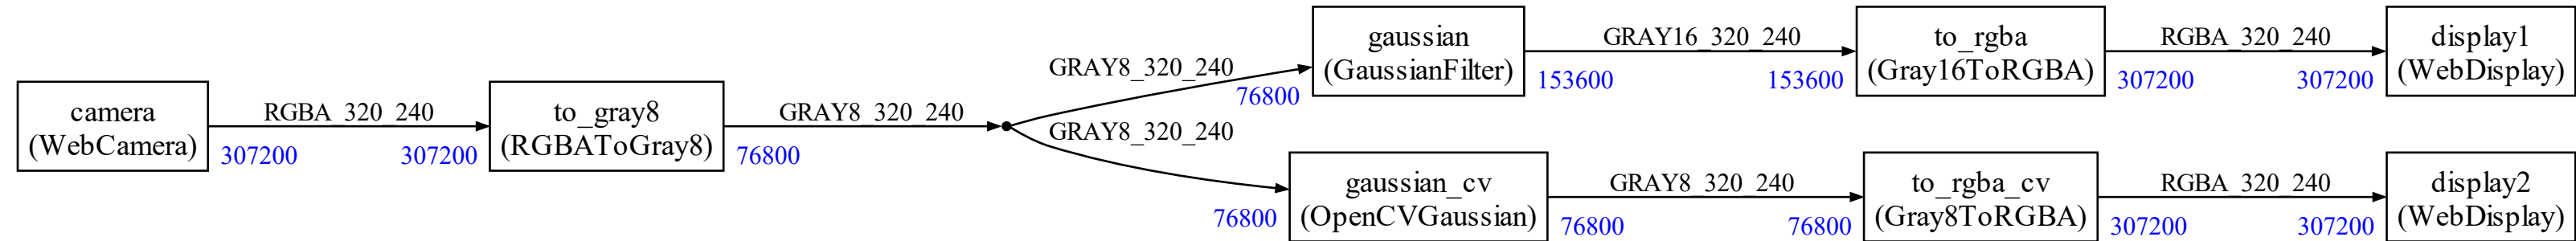 camera
(WebCamera)
RGBA_320_240
307200
307200
to_gray8
(RGBAToGray8)
GRAY8_320_240
76800
GRAY8_320_240
76800
gaussian
(GaussianFilter)
GRAY16_320_240
153600
153600
to_rgba
(Gray16ToRGBA)
RGBA_320_240
307200
307200
display1
(WebDisplay)
GRAY8_320_240
76800
gaussian_cv
(OpenCVGaussian)
GRAY8_320_240
76800
76800
to_rgba_cv
(Gray8ToRGBA)
RGBA_320_240
307200
307200
display2
(WebDisplay)